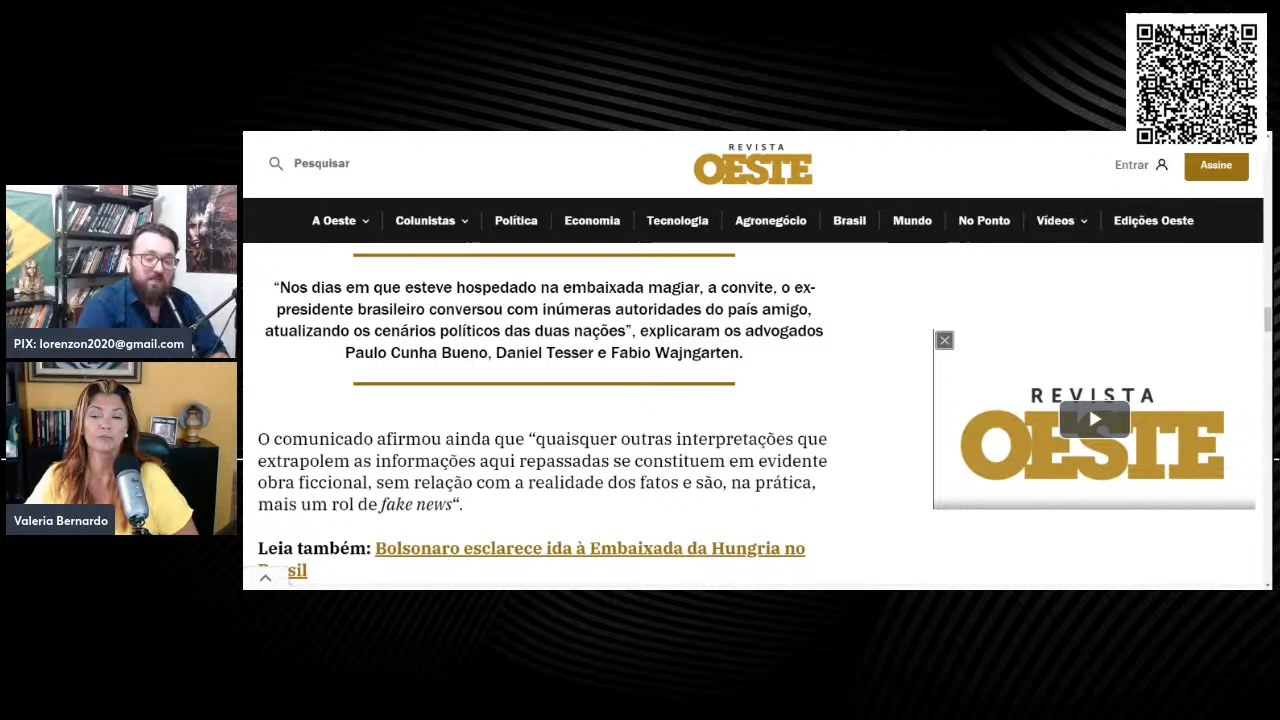 Pesquisar
REVISTA
OESTE
Entrar
Assine
A Oeste
Colunistas
Política
Economia
Tecnologia
Agronegócio
Brasil
Mundo
No Ponto
Vídeos
Edições Oeste
“Nos dias em que esteve hospedado na embaixada magiar, a convite, o ex-
presidente brasileiro conversou com inúmeras autoridades do país amigo,
atualizando os cenários políticos das duas nações”, explicaram os advogados
Paulo Cunha Bueno, Daniel Tesser e Fabio Wajngarten.
O comunicado afirmou ainda que “quaisquer outras interpretações que
extrapolem as informações aqui repassadas se constituem em evidente
obra ficcional, sem relação com a realidade dos fatos e são, na prática,
mais um rol de fake news“.
Leia também: Bolsonaro esclarece ida à Embaixada da Hungria no
REVISTA
OESTE
PIX: lorenzon2020@gmail.com
Valeria Bernardo